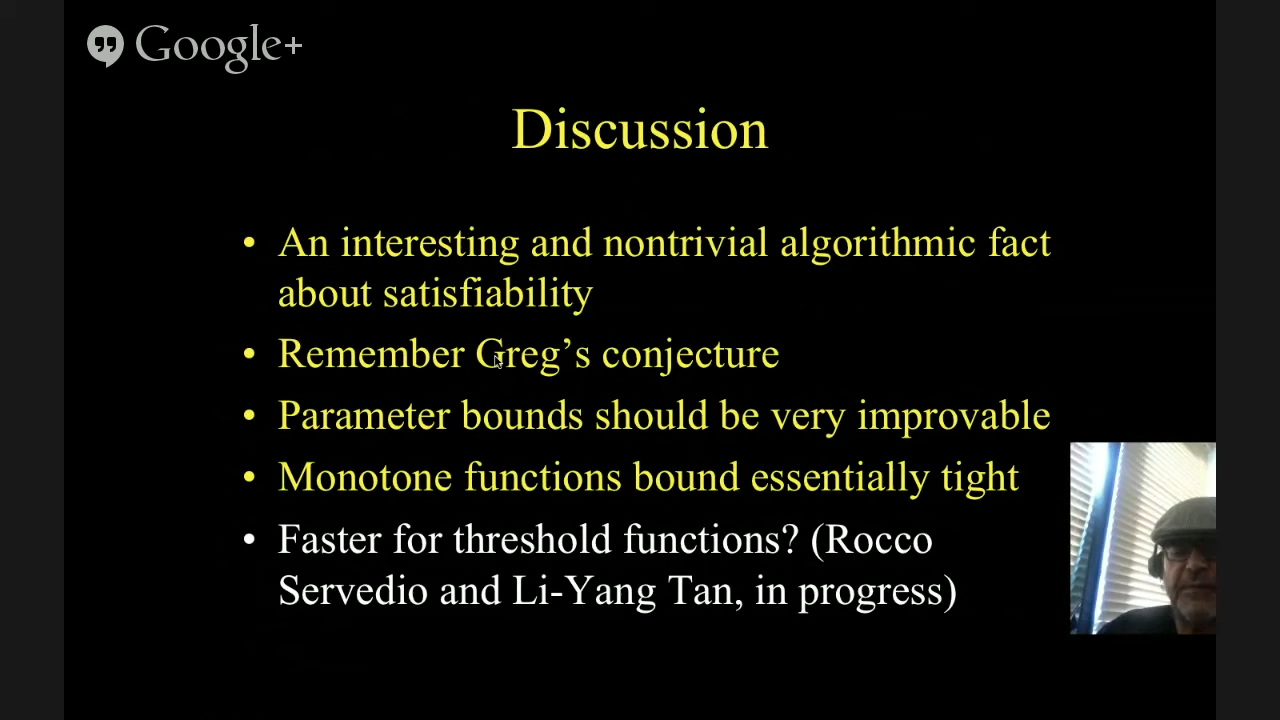 Google+
Discussion
• An interesting and nontrivial algorithmic fact
about satisfiability
• Remember Greg’s conjecture
• Parameter bounds should be very improvable
• Monotone functions bound essentially tight
• Faster for threshold functions? (Rocco
Servedio and Li-Yang Tan, in progress)